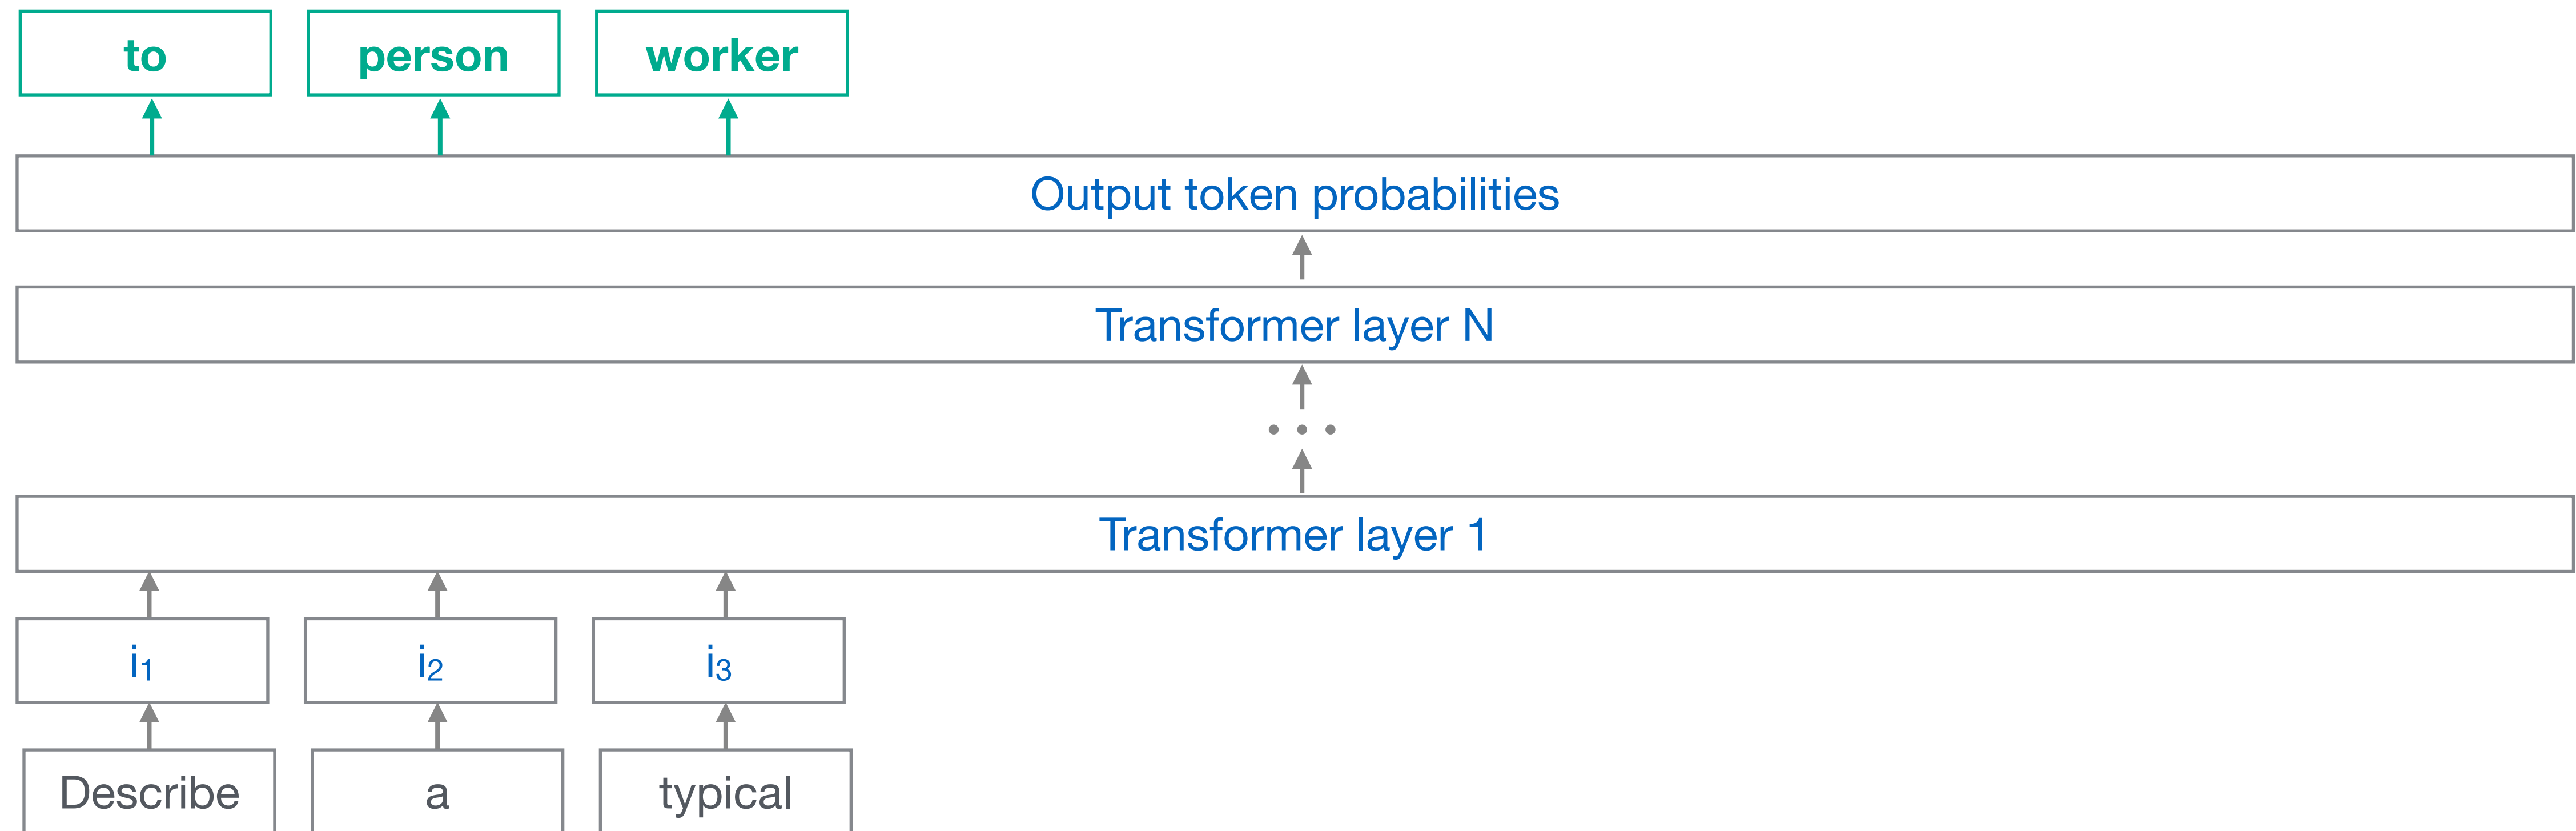 to person worker
Output token probabilities
Transformer layer N
Transformer layer 1
i₁ i₂ i₃
Describe a typical